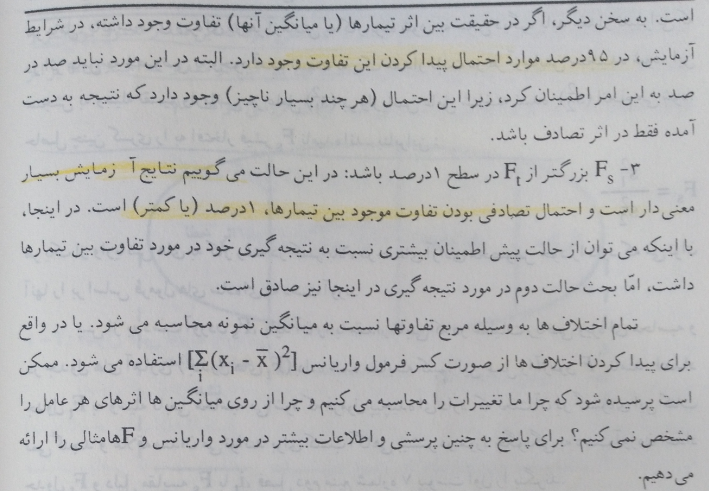 است. به سخن دیگر، اگر در حقیقت بین اثر تیمارها (یا میانگین آنها) تفاوت وجود داشته، در شرایط
آزمایش، در ۹۵درصد موارد احتمال پیدا کردن این تفاوت وجود دارد. البته در این مورد نباید صد در
صد به این امر اطمینان کرد، زیرا این احتمال (هر چند بسیار ناچیز) وجود دارد که نتیجه به دست
آمده فقط در اثر تصادف باشد.
۳- Fs بزرگتر از Ft در سطح ۱درصد باشد: در این حالت می گوییم نتایج آ زمایش بسیار
معنی دار است و احتمال تصادفی بودن تفاوت موجود بین تیمارها، ۱درصد (یا کمتر) است. در اینجا،
با اینکه می توان از حالت پیش اطمینان بیشتری نسبت به نتیجه گیری خود در مورد تفاوت بین تیمارها
داشت، امّا بحث حالت دوم در مورد نتیجه گیری در اینجا نیز صادق است.
تمام اختلاف ها به وسیله مربع تفاوتها نسبت به میانگین نمونه محاسبه می شود. یا در واقع
برای پیدا کردن اختلاف ها از صورت کسر فرمول واریانس [Σi(xi - x̅)²] استفاده می شود. ممکن
است پرسیده شود که چرا ما تغییرات را محاسبه می کنیم و چرا از روی میانگین ها اثرهای هر عامل را
مشخص نمی کنیم؟ برای پاسخ به چنین پرسشی و اطلاعات بیشتر در مورد واریانس و Fهامثالی را ارائه
می دهیم.